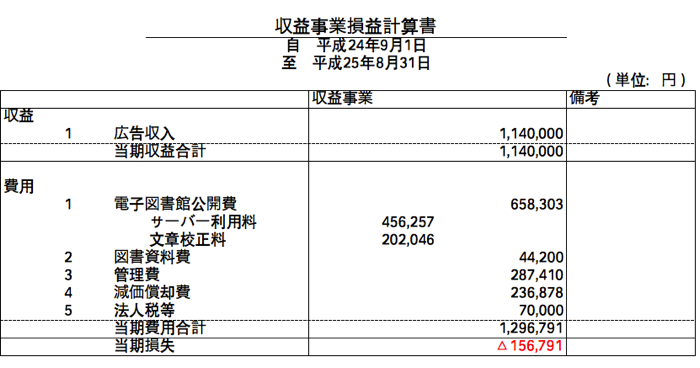 収益事業損益計算書
自 平成24年9月1日
至 平成25年8月31日
(単位: 円)
収益事業 備考
収益
1 広告収入 1,140,000
当期収益合計 1,140,000
費用
1 電子図書館公開費 658,303
サーバー利用料 456,257
文章校正料 202,046
2 図書資料費 44,200
3 管理費 287,410
4 減価償却費 236,878
5 法人税等 70,000
当期費用合計 1,296,791
当期損失 △156,791